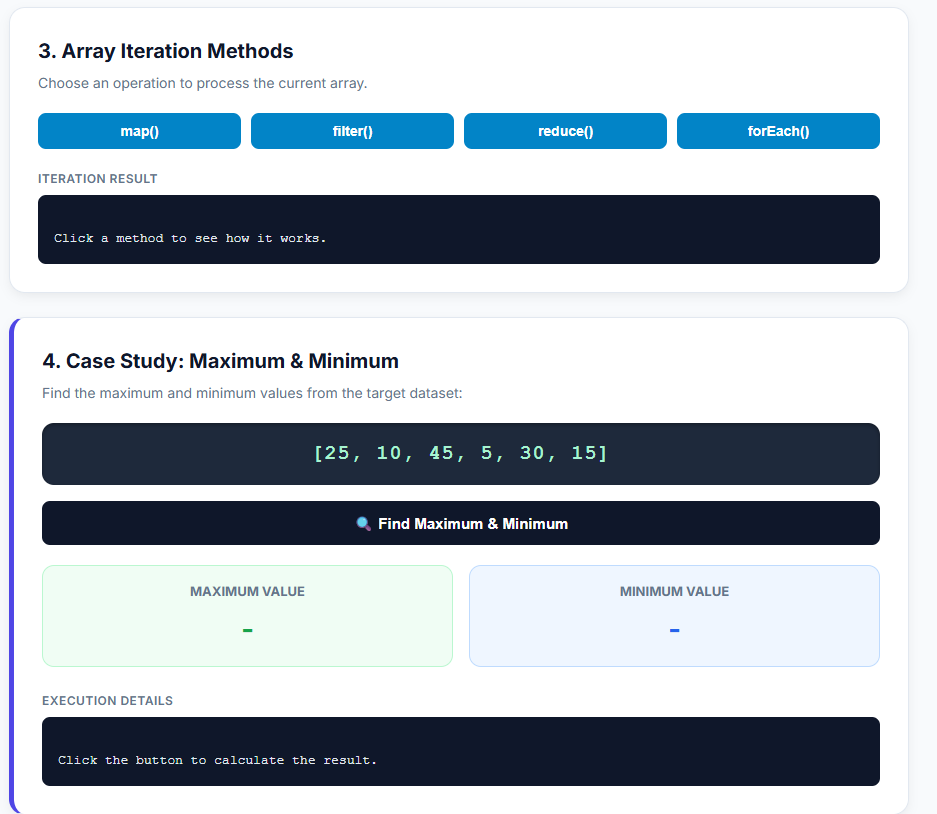 3. Array Iteration Methods
Choose an operation to process the current array.
map()
filter()
reduce()
forEach()
ITERATION RESULT
Click a method to see how it works.
4. Case Study: Maximum & Minimum
Find the maximum and minimum values from the target dataset:
[25, 10, 45, 5, 30, 15]
🔍 Find Maximum & Minimum
MAXIMUM VALUE
-
MINIMUM VALUE
-
EXECUTION DETAILS
Click the button to calculate the result.